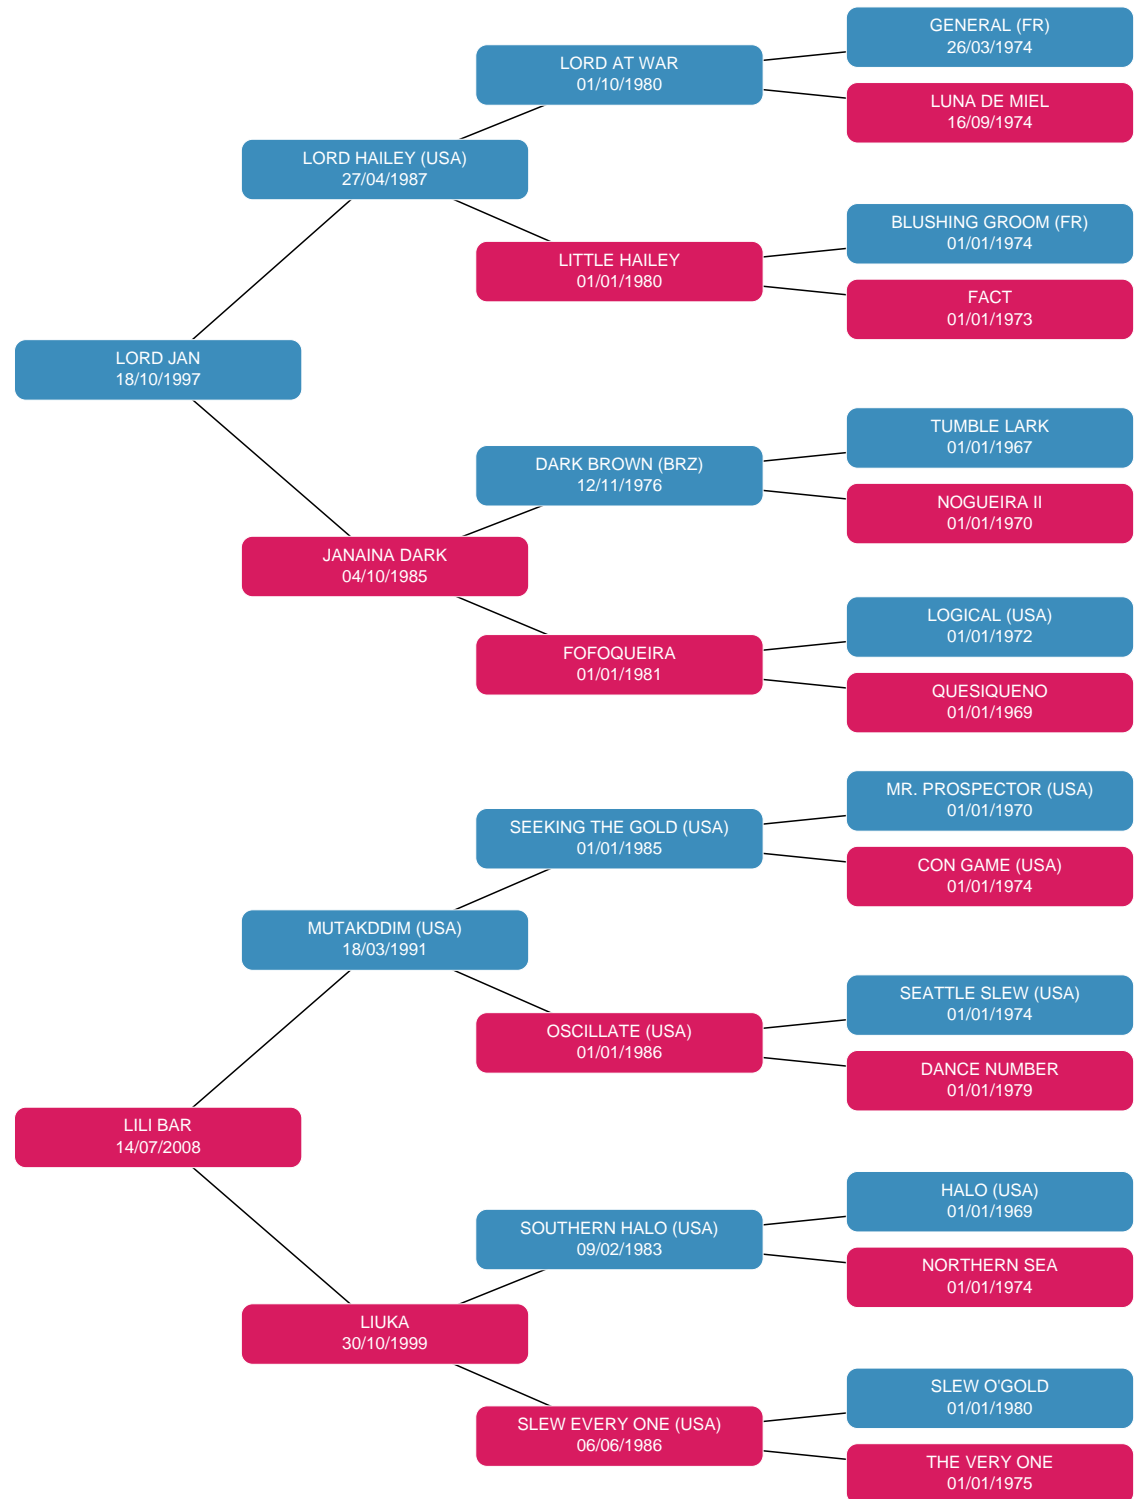 GENERAL (FR)
26/03/1974
LORD AT WAR
01/10/1980
LUNA DE MIEL
16/09/1974
LORD HAILEY (USA)
27/04/1987
BLUSHING GROOM (FR)
01/01/1974
LITTLE HAILEY
01/01/1980
FACT
01/01/1973
LORD JAN
18/10/1997
TUMBLE LARK
01/01/1967
DARK BROWN (BRZ)
12/11/1976
NOGUEIRA II
01/01/1970
JANAINA DARK
04/10/1985
LOGICAL (USA)
01/01/1972
FOFOQUEIRA
01/01/1981
QUESIQUENO
01/01/1969
MR. PROSPECTOR (USA)
01/01/1970
SEEKING THE GOLD (USA)
01/01/1985
CON GAME (USA)
01/01/1974
MUTAKDDIM (USA)
18/03/1991
SEATTLE SLEW (USA)
01/01/1974
OSCILLATE (USA)
01/01/1986
DANCE NUMBER
01/01/1979
LILI BAR
14/07/2008
HALO (USA)
01/01/1969
SOUTHERN HALO (USA)
09/02/1983
NORTHERN SEA
01/01/1974
LIUKA
30/10/1999
SLEW O'GOLD
01/01/1980
SLEW EVERY ONE (USA)
06/06/1986
THE VERY ONE
01/01/1975